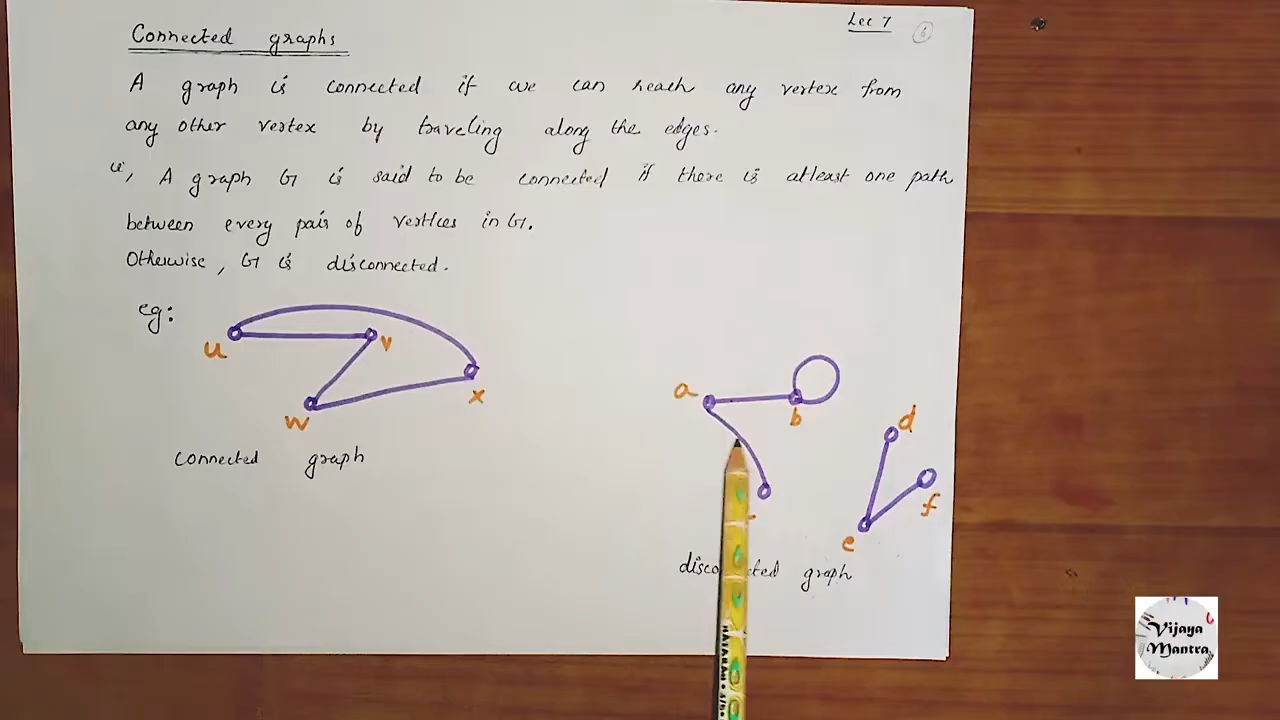 Lec 7
6
Connected graphs
A graph is connected if we can reach any vertex from
any other vertex by traveling along the edges.
ie, A graph G is said to be connected if there is atleast one path
between every pair of vertices in G.
Otherwise, G is disconnected.
eg:
u v
w x
connected graph
a b
d
e f
graph
Vijaya
Mantra